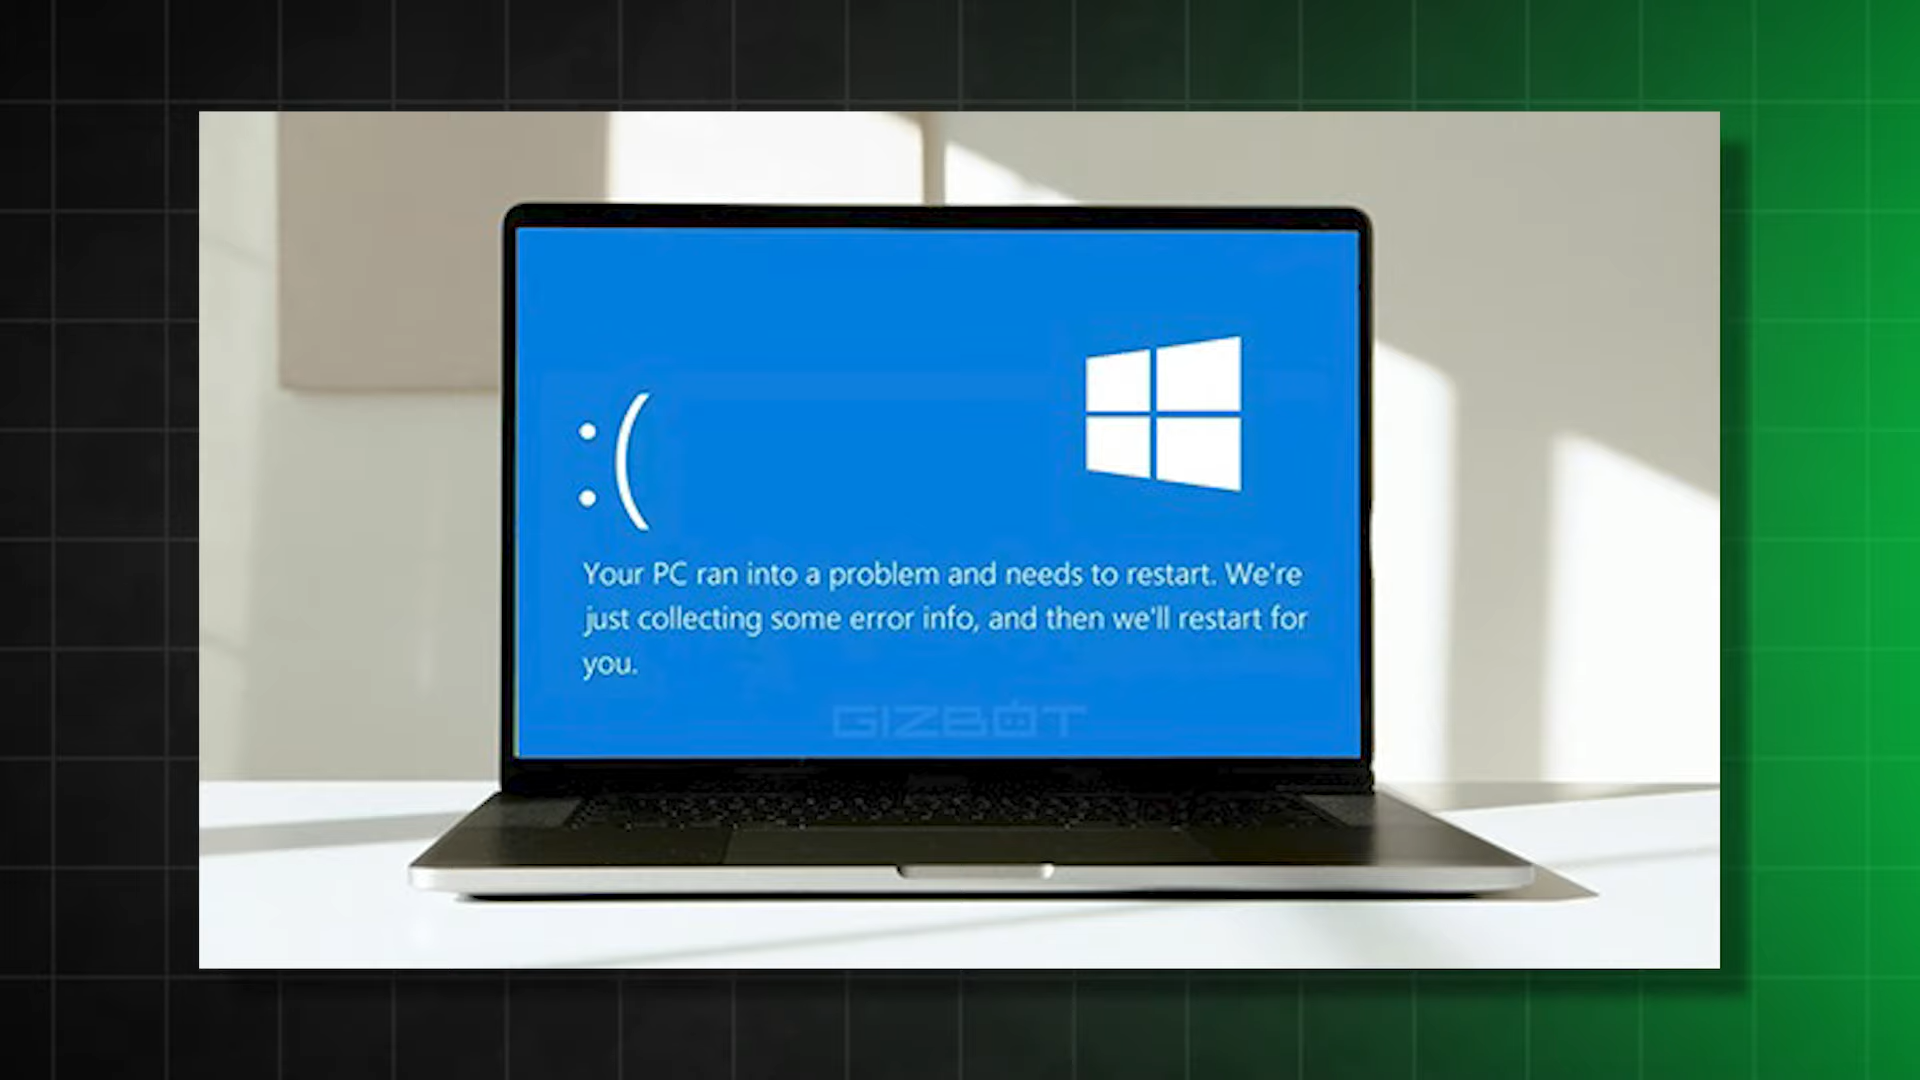 :(
Your PC ran into a problem and needs to restart. We're
just collecting some error info, and then we'll restart for
you.
GIZBOT